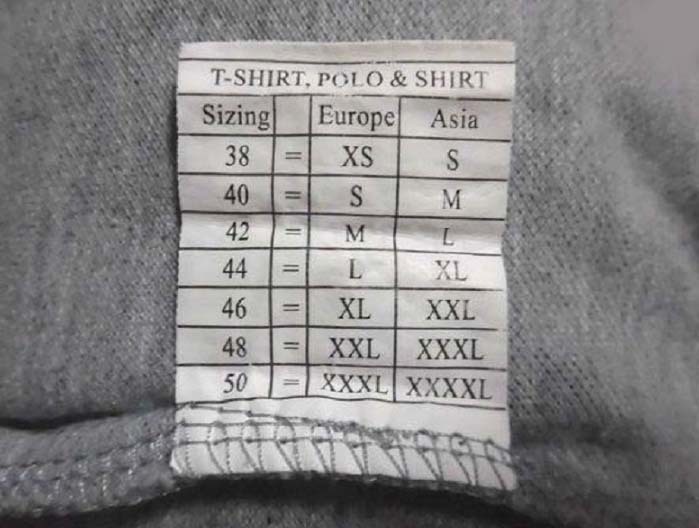 T-SHIRT, POLO & SHIRT
Sizing Europe Asia
38 = XS S
40 = S M
42 = M L
44 = L XL
46 = XL XXL
48 = XXL XXXL
50 = XXXL XXXXL